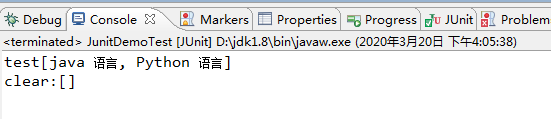 Debug Console Markers Properties Progress JUnit Problem
<terminated> JunitDemoTest [JUnit] D:\jdk1.8\bin\javaw.exe (2020年3月20日 下午4:05:38)
test[java 语言, Python 语言]
clear:[]